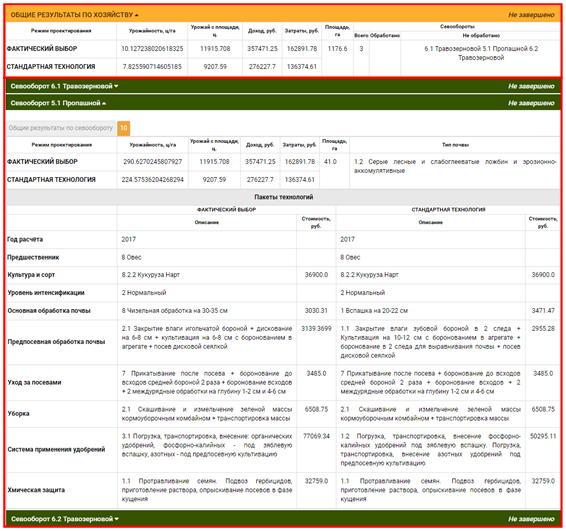 ОБЩИЕ РЕЗУЛЬТАТЫ ПО ХОЗЯЙСТВУ Не завершено
Режим проектирования Урожайность, ц/га Урожай с площади, ц. Доход, руб. Затраты, руб. Площадь, га Севообороты
Всего Обработано Не обработано
ФАКТИЧЕСКИЙ ВЫБОР 10.127238020618325 11915.708 357471.25 162891.78 1176.6 3 6.1 Травозерновой 5.1 Пропашной 6.2 Травозерновой
СТАНДАРТНАЯ ТЕХНОЛОГИЯ 7.825590714605185 9207.59 276227.7 136374.61
Севооборот 6.1 Травозерновой Не завершено
Севооборот 5.1 Пропашной Не завершено
Общие результаты по севообороту 10
Режим проектирования Урожайность, ц/га Урожай с площади, ц. Доход, руб. Затраты, руб. Площадь, га Тип почвы
ФАКТИЧЕСКИЙ ВЫБОР 290.6270245807927 11915.708 357471.25 162891.78 41.0 1.2 Серые лесные и слабоглееватые ложбин и эрозионно-аккумулятивные
СТАНДАРТНАЯ ТЕХНОЛОГИЯ 224.57536204268294 9207.59 276227.7 136374.61
Пакеты технологий
ФАКТИЧЕСКИЙ ВЫБОР СТАНДАРТНАЯ ТЕХНОЛОГИЯ
Описание Стоимость, руб. Описание Стоимость, руб.
Год расчёта 2017 2017
Предшественник 8 Овес 8 Овес
Культура и сорт 8.2.2 Кукуруза Нарт 36900.0 8.2.2 Кукуруза Нарт 36900.0
Уровень интенсификации 2 Нормальный 2 Нормальный
Основная обработка почвы 8 Чизельная обработка на 30-35 см 3030.31 1 Вспашка на 20-22 см 3471.47
Предпосевная обработка почвы 2.1 Закрытие влаги игольчатой бороной + дискование на 6-8 см + культивация на 6-8 см с боронованием в агрегате + посев дисковой сеялкой 3139.3699 1.1 Закрытие влаги зубовой бороной в 2 следа + Культивация на 10-12 см с боронованием в агрегате + боронование в 2 следа для выравнивания почвы + посев дисковой сеялкой 2955.28
Уход за посевами 7 Прикатывание после посева + боронование до всходов средней бороной 2 раза + боронование всходов + 2 междурядные обработки на глубину 1-2 см и 4-6 см 3485.0 7 Прикатывание после посева + боронование до всходов средней бороной 2 раза + боронование всходов + 2 междурядные обработки на глубину 1-2 см и 4-6 см 3485.0
Уборка 2.1 Скашивание и измельчение зеленой массы кормоуборочным комбайном + транспортировка массы 6508.75 2.1 Скашивание и измельчение зеленой массы кормоуборочным комбайном + транспортировка массы 6508.75
Система применения удобрений 3.1 Погрузка, транспортировка, внесение: органических удобрений, фосфорно-калийных - под зяблевую вспашку, азотных - под предпосевную культивацию 77069.34 1.2 Погрузка, транспортировка, внесение фосфорно-калийных удобрений под зяблевую вспашку. Погрузка, транспортировка, внесение азотных удобрений под предпосевную культивацию 50295.11
Хмическая защита 1.1 Протравливание семян. Подвоз гербицидов, приготовление раствора, опрыскивание посевов в фазе кущения 32759.0 1.1 Протравливание семян. Подвоз гербицидов, приготовление раствора, опрыскивание посевов в фазе кущения 32759.0
Севооборот 6.2 Травозерновой Не завершено